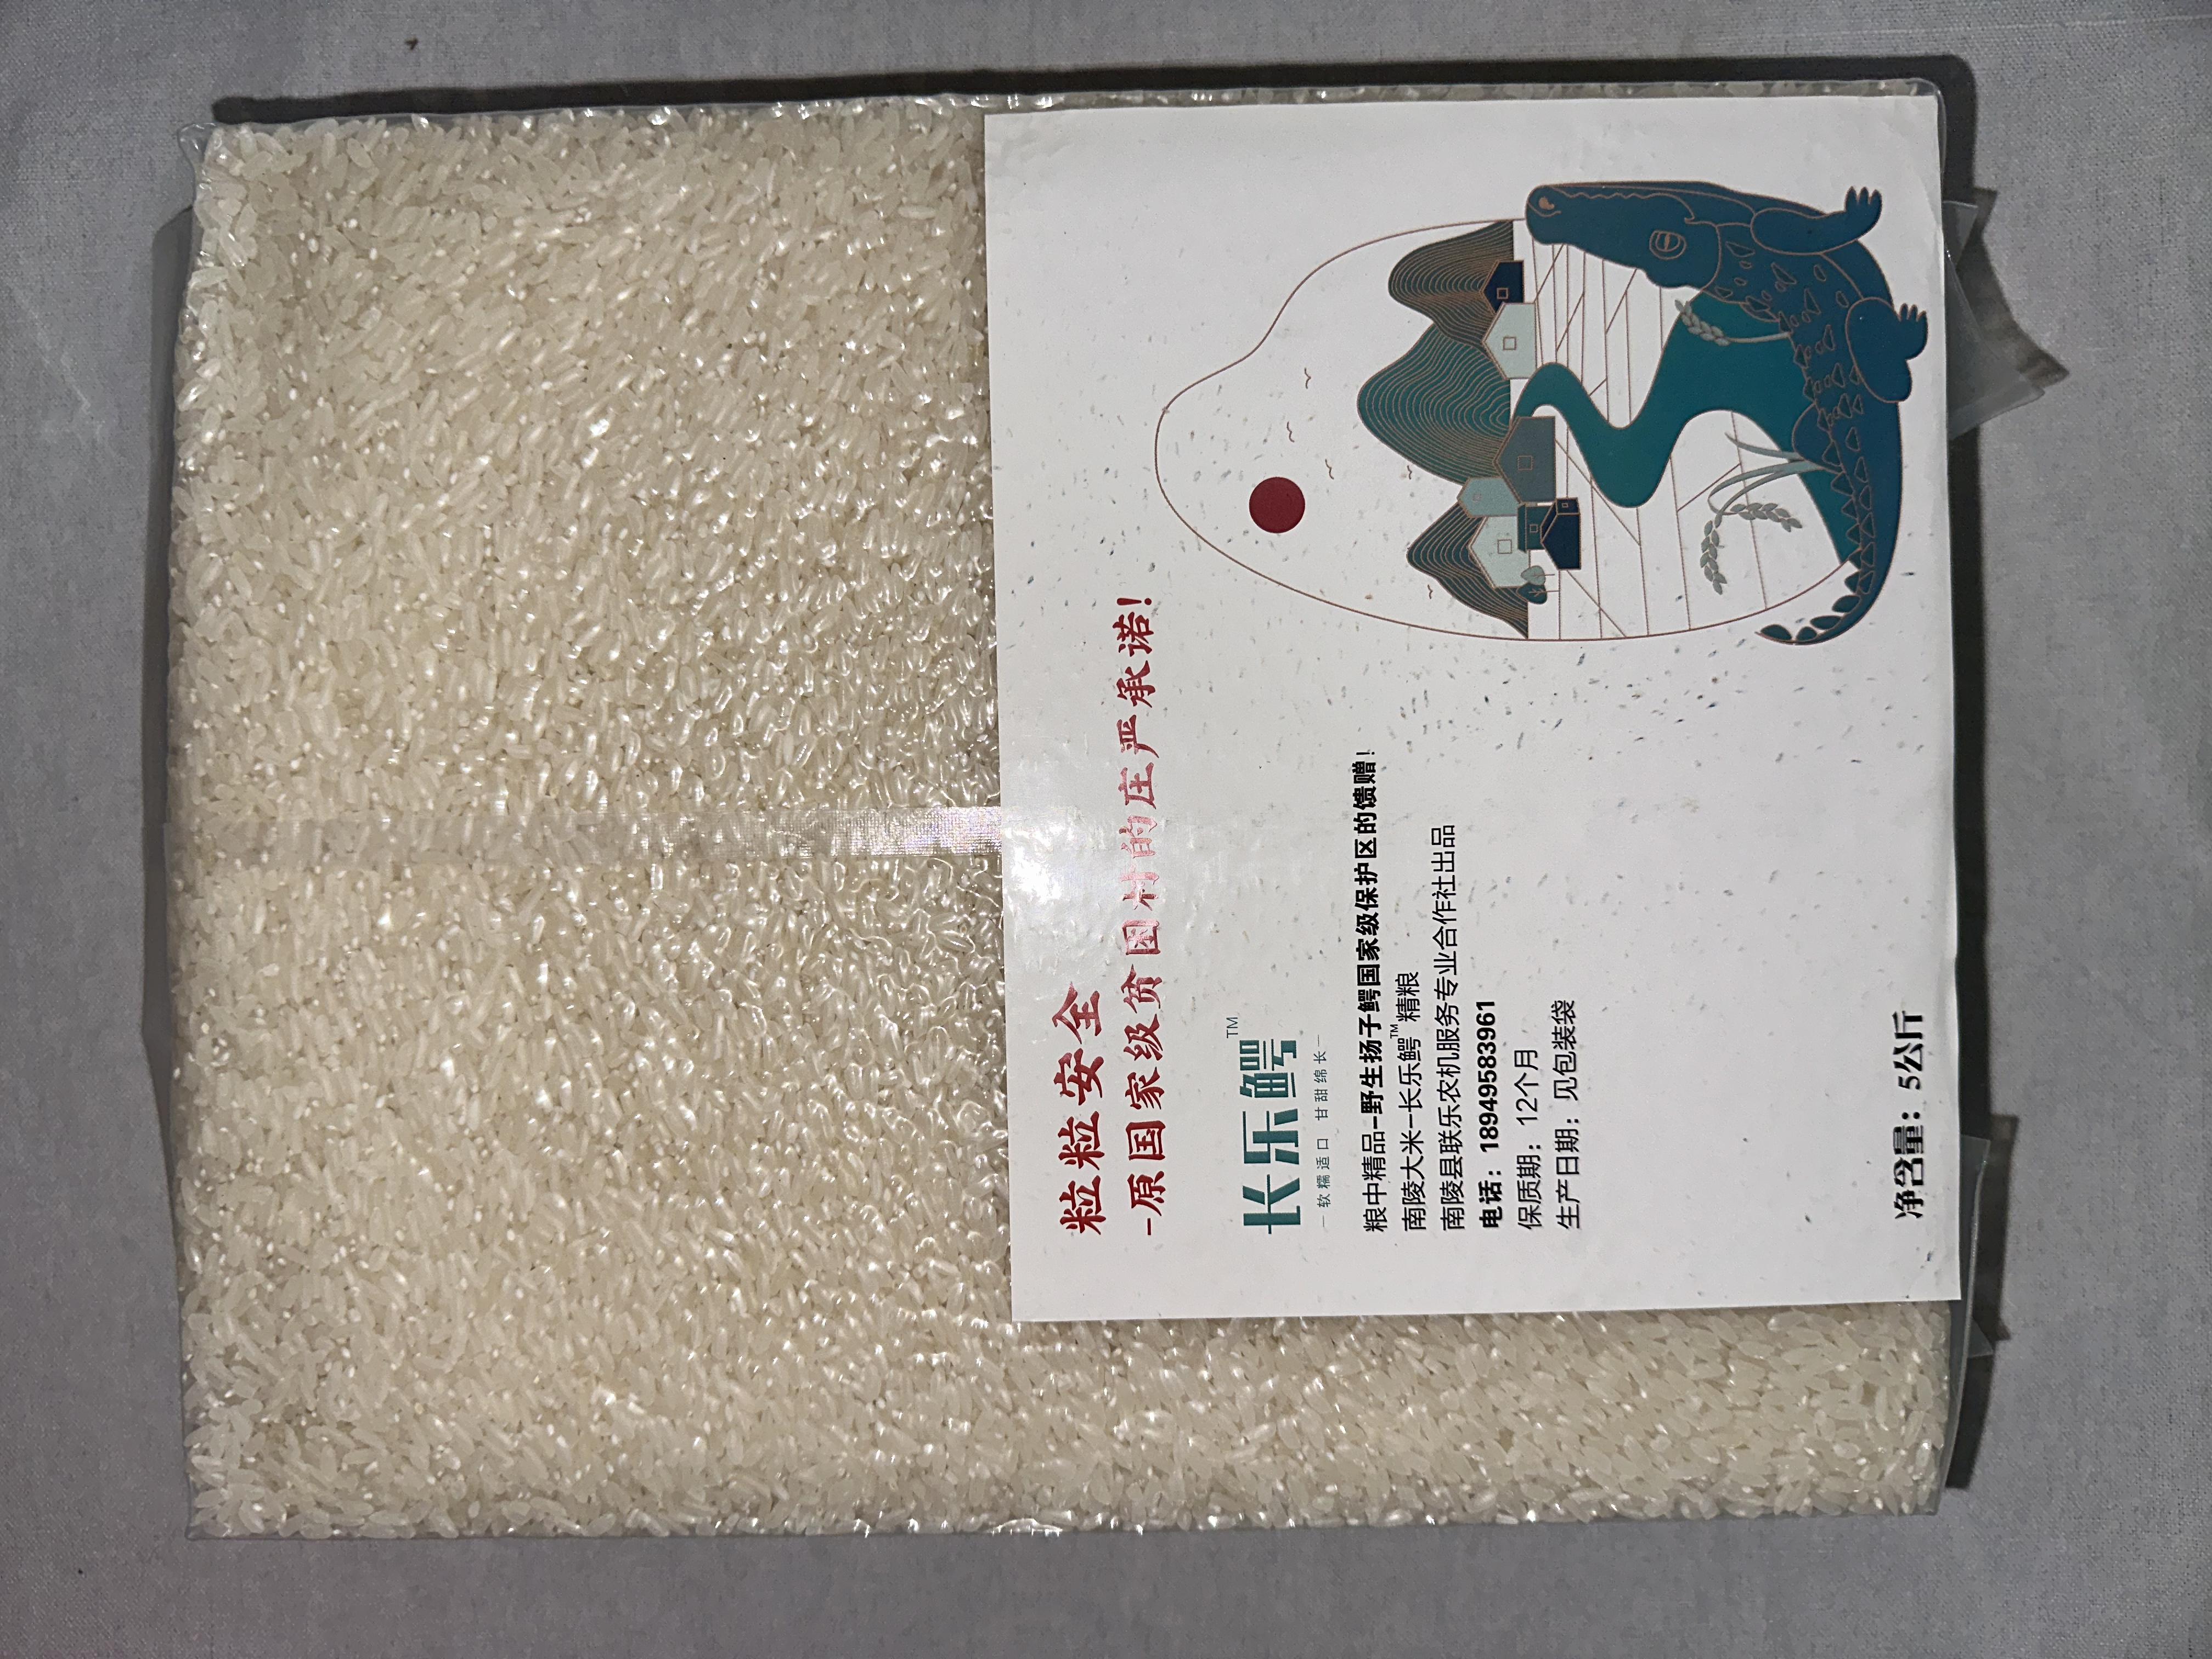 粒粒安全
-原国家级贫困村的庄严承诺!
长乐鳄™
—软糯适口 甘甜绵长—
粮中精品—野生扬子鳄国家级保护区的馈赠!
南陵大米—长乐鳄™精粮
南陵县联乐农机服务专业合作社出品
电话：18949583961
保质期：12个月
生产日期：见包装袋
净含量：5公斤